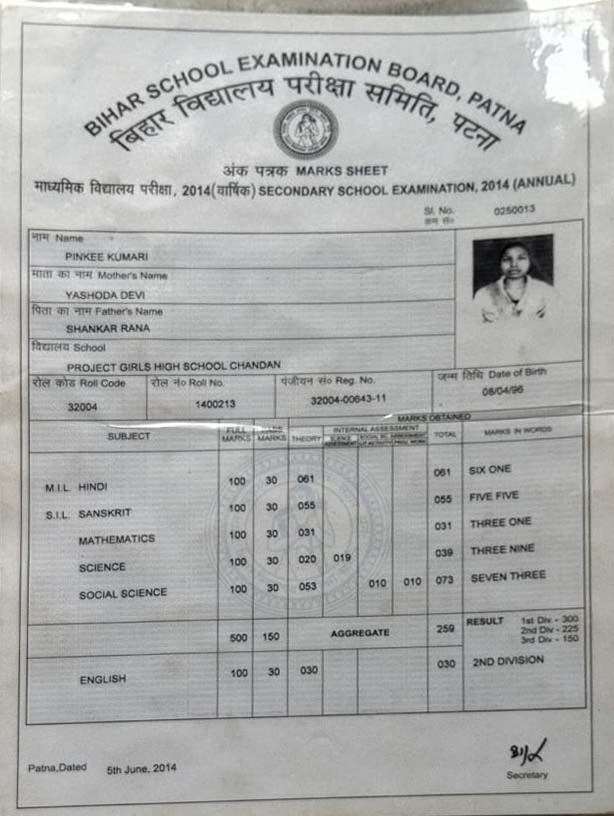 BIHAR SCHOOL EXAMINATION BOARD, PATNA
बिहार विद्यालय परीक्षा समिति, पटना
अंक पत्रक MARKS SHEET
माध्यमिक विद्यालय परीक्षा, 2014(वार्षिक) SECONDARY SCHOOL EXAMINATION, 2014 (ANNUAL)
Sl. No. 0250013
क्रम सं०
नाम Name
PINKEE KUMARI
माता का नाम Mother's Name
YASHODA DEVI
पिता का नाम Father's Name
SHANKAR RANA
विद्यालय School
PROJECT GIRLS HIGH SCHOOL CHANDAN
रोल कोड Roll Code रोल नं० Roll No. पंजीयन सं० Reg. No. जन्म तिथि Date of Birth
32004 1400213 32004-00643-11 08/04/96
MARKS OBTAINED
SUBJECT FULL MARKS PASS MARKS THEORY INTERNAL ASSESSMENT TOTAL MARKS IN WORDS
M.I.L. HINDI 100 30 061 061 SIX ONE
S.I.L. SANSKRIT 100 30 055 055 FIVE FIVE
MATHEMATICS 100 30 031 031 THREE ONE
SCIENCE 100 30 020 019 039 THREE NINE
SOCIAL SCIENCE 100 30 053 010 010 073 SEVEN THREE
500 150 AGGREGATE 259 RESULT 1st Div - 300
2nd Div - 225
3rd Div - 150
ENGLISH 100 30 030 030 2ND DIVISION
Patna,Dated 5th June, 2014
Secretary